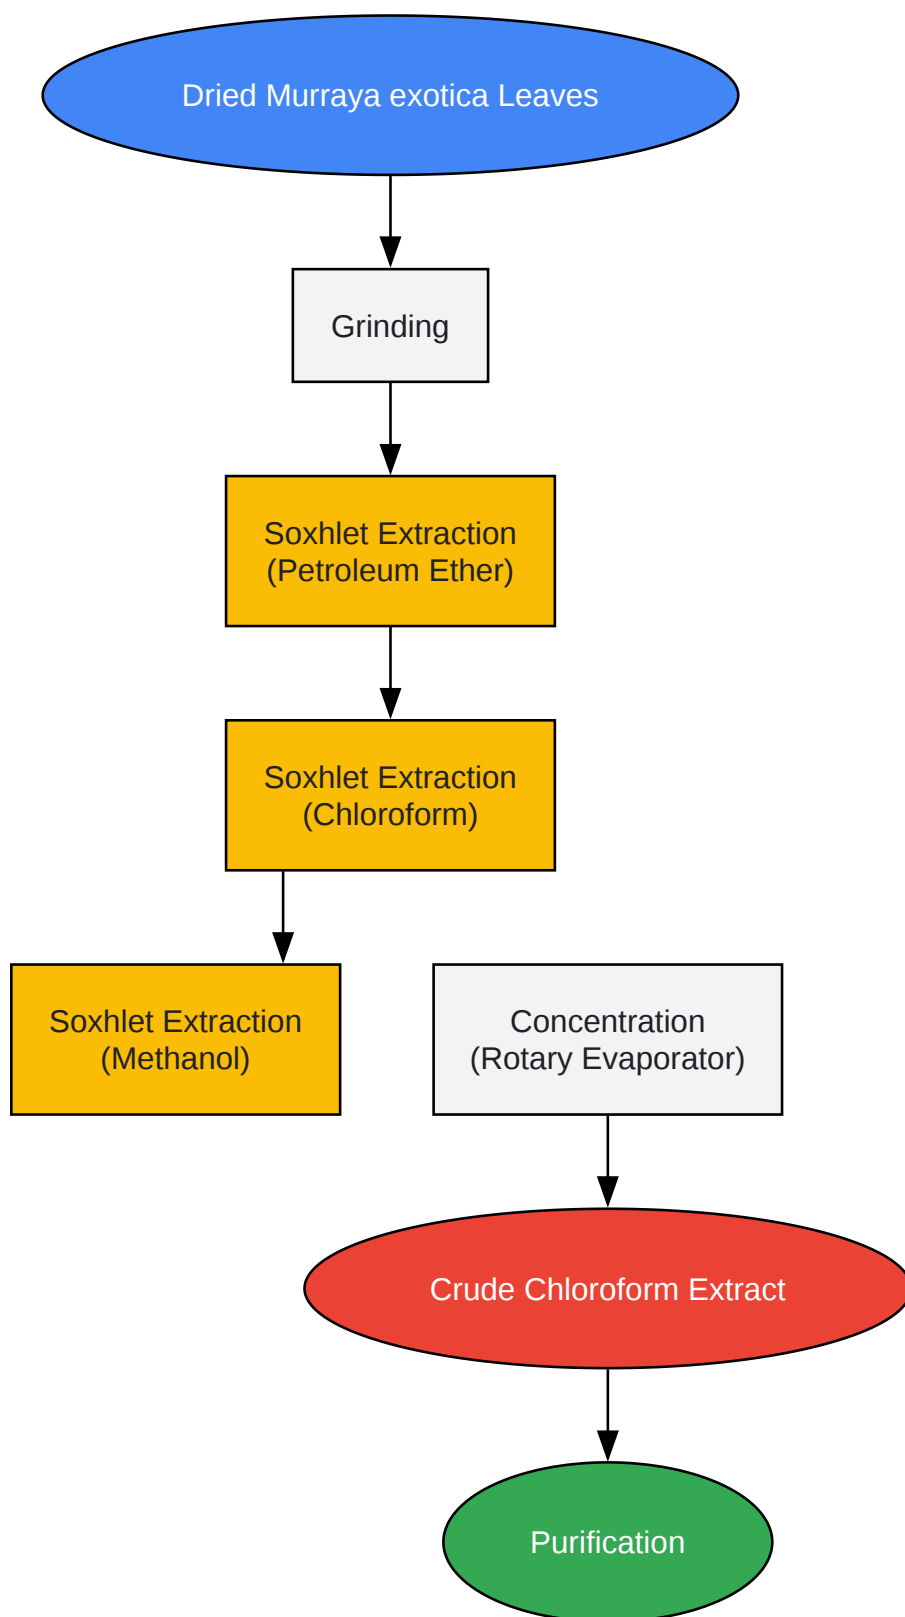 Dried Murraya exotica Leaves
Grinding
Soxhlet Extraction
(Petroleum Ether)
Soxhlet Extraction
(Chloroform)
Soxhlet Extraction
(Methanol)
Concentration
(Rotary Evaporator)
Crude Chloroform Extract
Purification